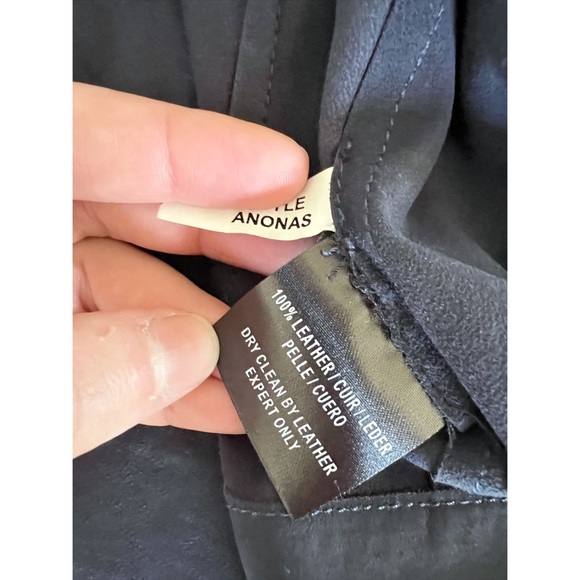 ANONAS
100% LEATHER/CUIR/LEDER
PELLE/CUERO
DRY CLEAN BY LEATHER
EXPERT ONLY